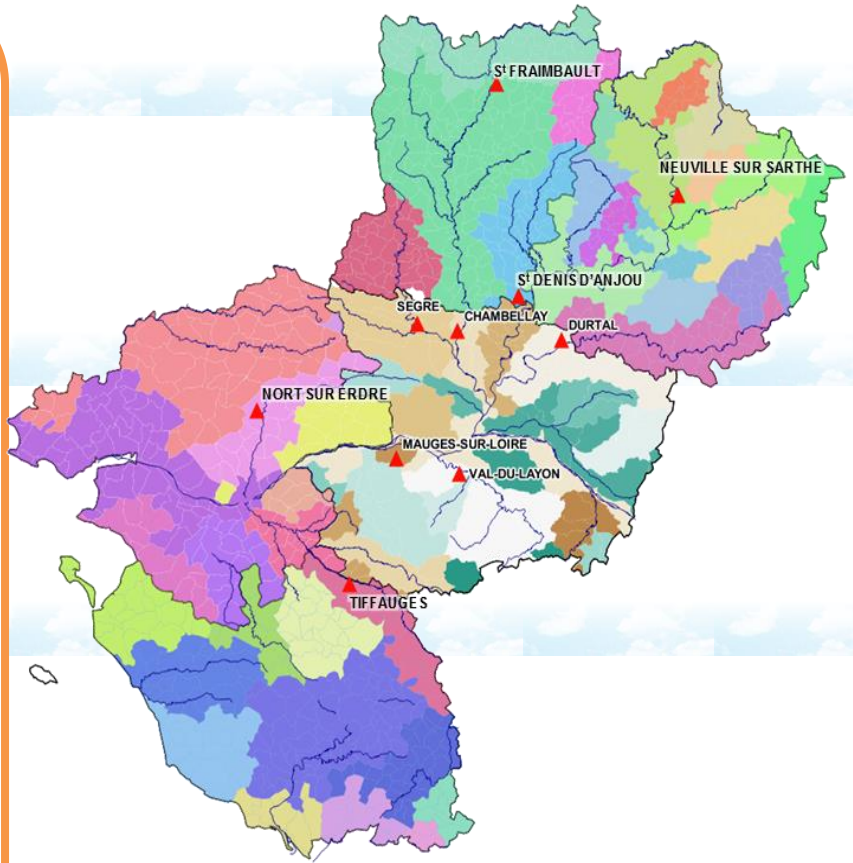 Sᵗ FRAIMBAULT
NEUVILLE SUR SARTHE
Sᵗ DENIS D'ANJOU
SEGRE
CHAMBELLAY
DURTAL
NORT SUR ERDRE
MAUGES-SUR-LOIRE
VAL-DU-LAYON
TIFFAUGES